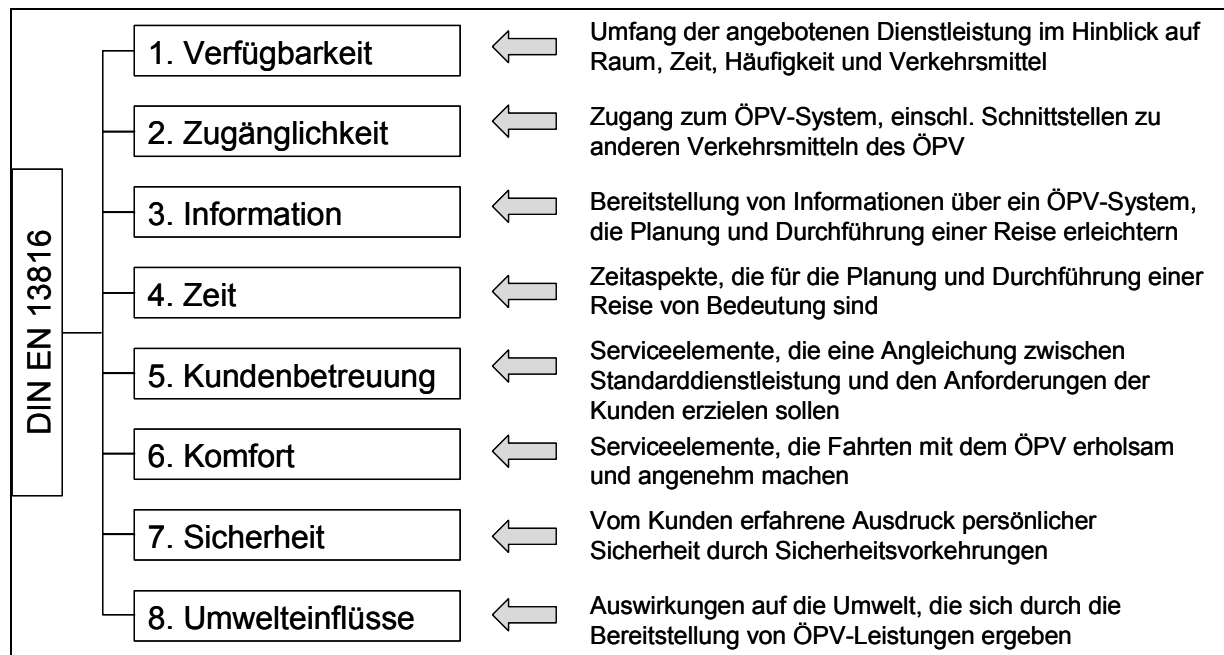 DIN EN 13816
1. Verfügbarkeit
Umfang der angebotenen Dienstleistung im Hinblick auf
Raum, Zeit, Häufigkeit und Verkehrsmittel
2. Zugänglichkeit
Zugang zum ÖPV-System, einschl. Schnittstellen zu
anderen Verkehrsmitteln des ÖPV
3. Information
Bereitstellung von Informationen über ein ÖPV-System,
die Planung und Durchführung einer Reise erleichtern
4. Zeit
Zeitaspekte, die für die Planung und Durchführung einer
Reise von Bedeutung sind
5. Kundenbetreuung
Serviceelemente, die eine Angleichung zwischen
Standarddienstleistung und den Anforderungen der
Kunden erzielen sollen
6. Komfort
Serviceelemente, die Fahrten mit dem ÖPV erholsam
und angenehm machen
7. Sicherheit
Vom Kunden erfahrene Ausdruck persönlicher
Sicherheit durch Sicherheitsvorkehrungen
8. Umwelteinflüsse
Auswirkungen auf die Umwelt, die sich durch die
Bereitstellung von ÖPV-Leistungen ergeben